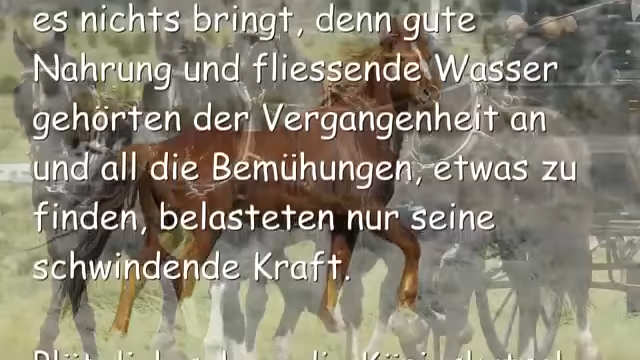 es nichts bringt, denn gute
Nahrung und fliessende Wasser
gehörten der Vergangenheit an
und all die Bemühungen, etwas zu
finden, belasteten nur seine
schwindende Kraft.